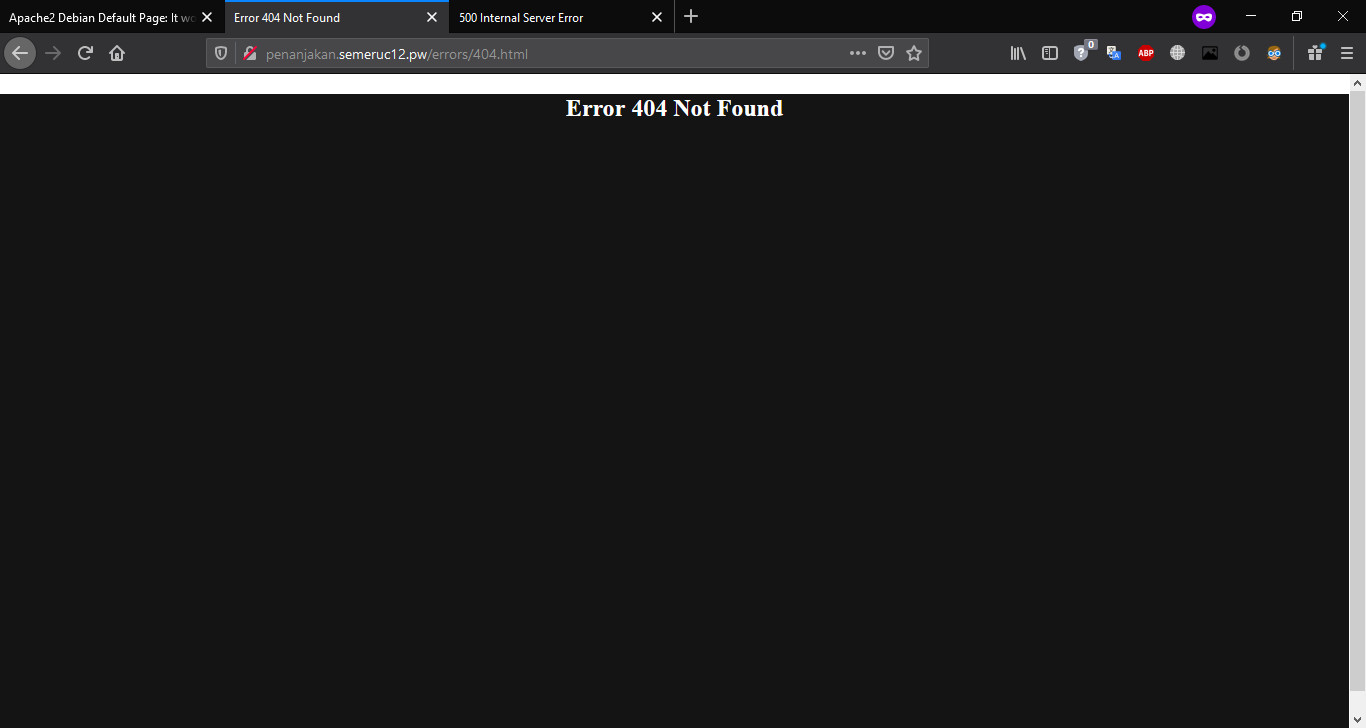 Apache2 Debian Default Page: It wo
Error 404 Not Found
500 Internal Server Error
penanjakan.semeruc12.pw/errors/404.html
0
ABP
Error 404 Not Found